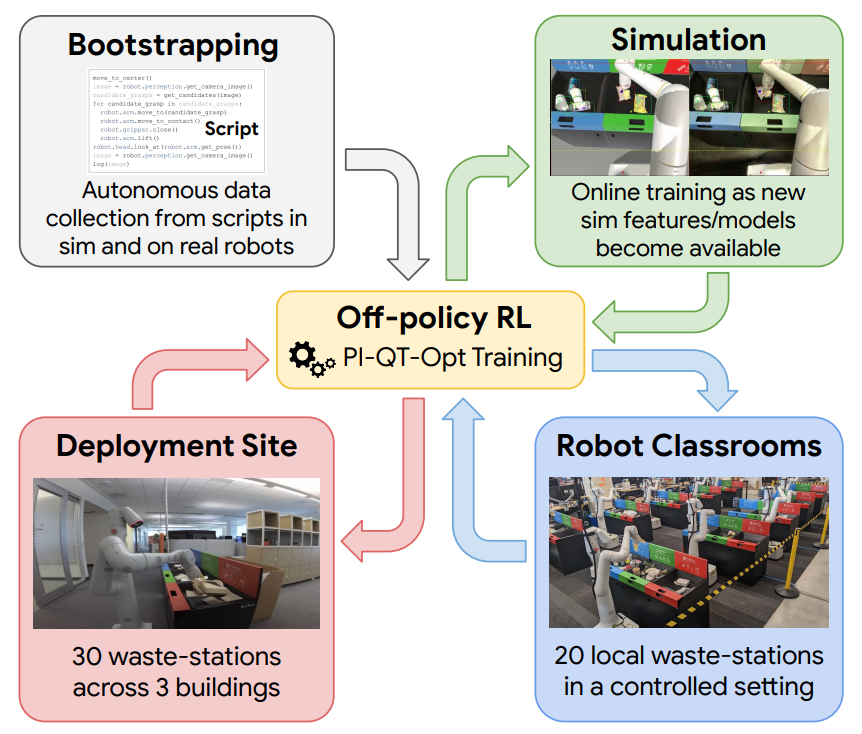 Bootstrapping
move_to_center()
image = robot.perception.get_camera_image()
candidate_grasps = get_candidates(image)
for candidate_grasp in candidate_grasps:
robot.arm.move_to(candidate_grasp)
robot.arm.move_to_contact()
robot.gripper.close()
robot.arm.lift()
robot.head.look_at(robot.arm.get_pose())
image = robot.perception.get_camera_image()
log(image)
Script
Autonomous data
collection from scripts in
sim and on real robots
Simulation
Online training as new
sim features/models
become available
Off-policy RL
PI-QT-Opt Training
Deployment Site
30 waste-stations
across 3 buildings
Robot Classrooms
20 local waste-stations
in a controlled setting